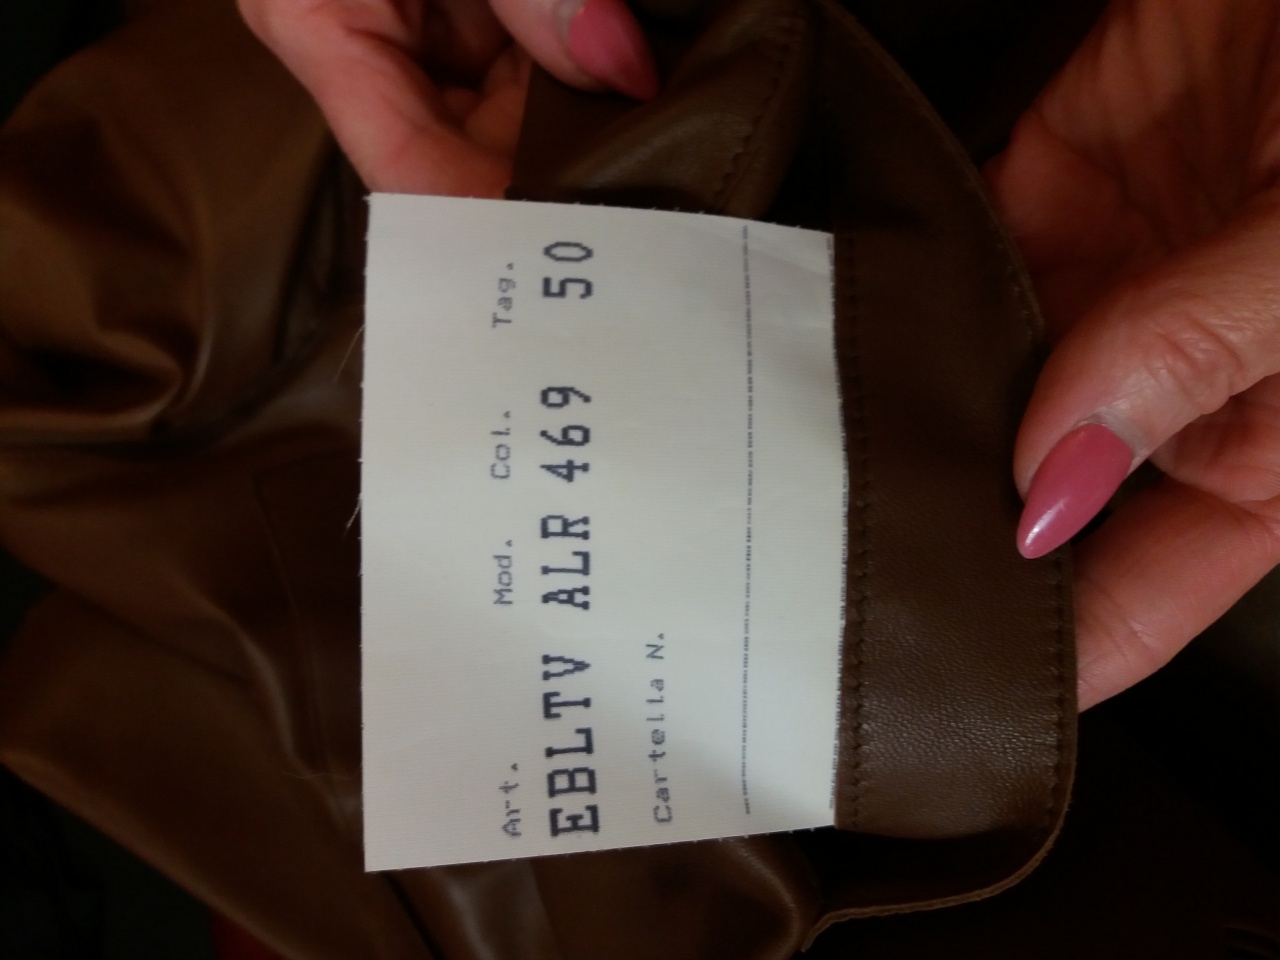 Art. Mod. Col. Tag.
EBLTV ALR 469 50
Cartella N.